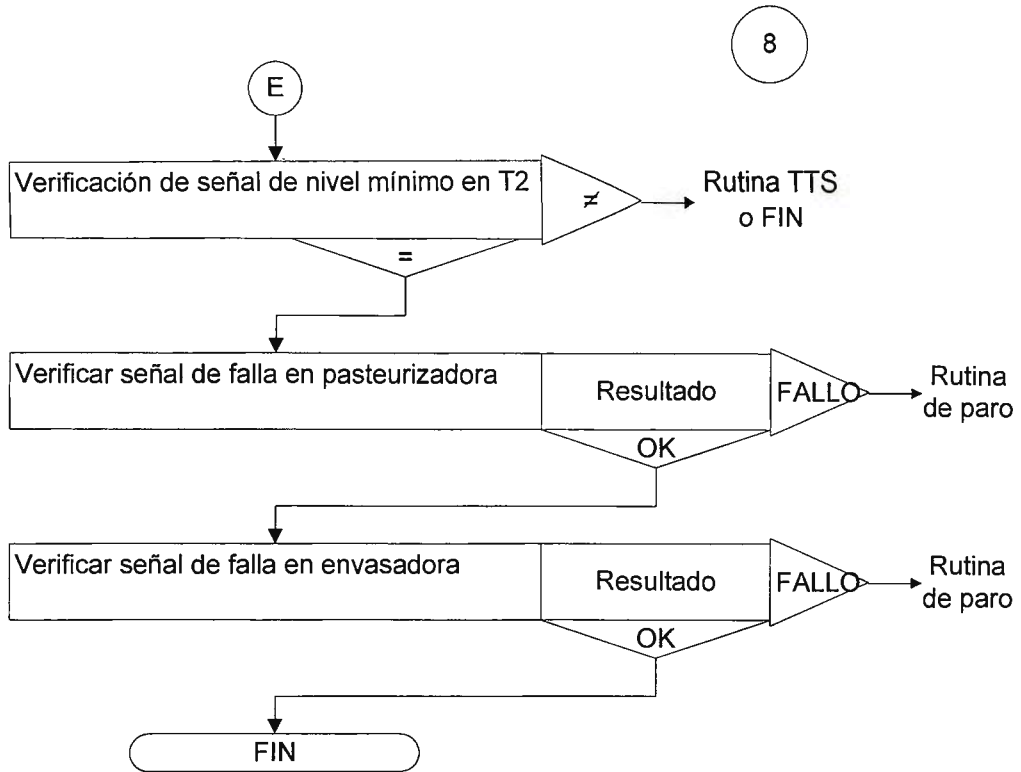 8
E
Verificación de señal de nivel mínimo en T2
≠
Rutina TTS
o FIN
=
Verificar señal de falla en pasteurizadora
Resultado
FALLO
Rutina
de paro
OK
Verificar señal de falla en envasadora
Resultado
FALLO
Rutina
de paro
OK
FIN